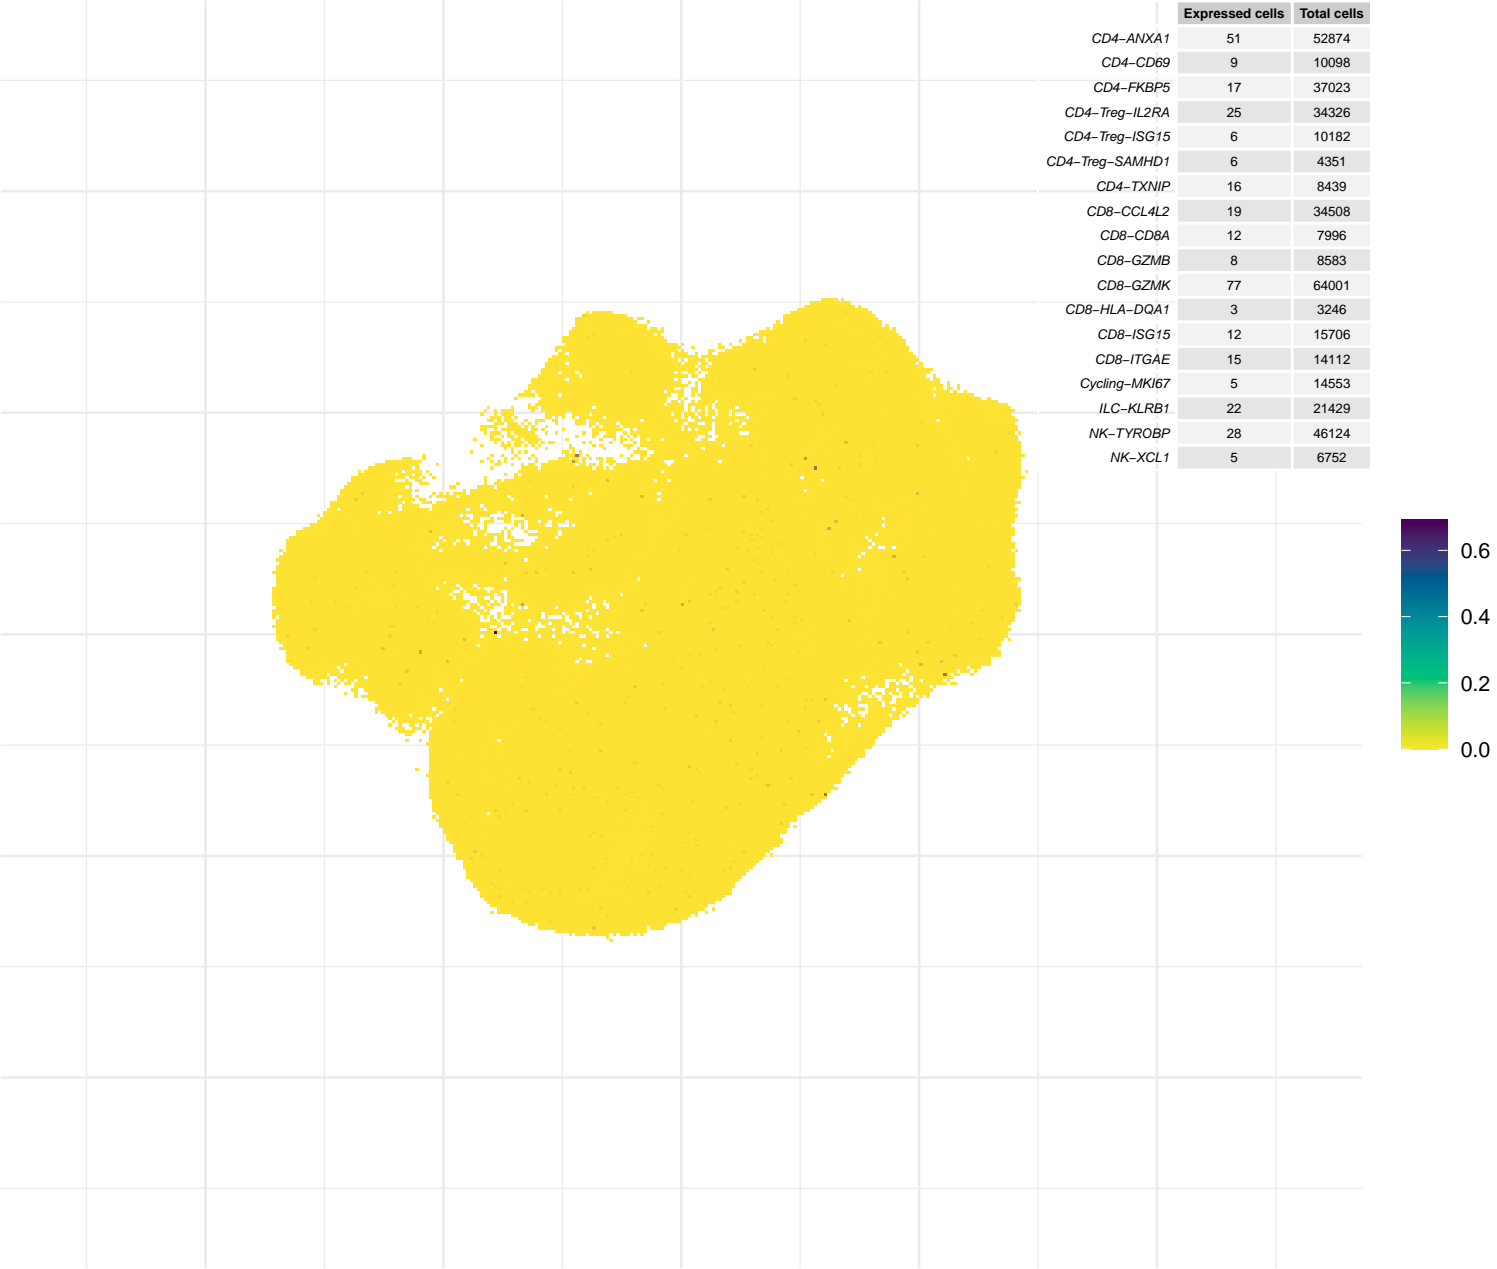 Expressed cells Total cells
CD4−ANXA1 51 52874
CD4−CD69 9 10098
CD4−FKBP5 17 37023
CD4−Treg−IL2RA 25 34326
CD4−Treg−ISG15 6 10182
CD4−Treg−SAMHD1 6 4351
CD4−TXNIP 16 8439
CD8−CCL4L2 19 34508
CD8−CD8A 12 7996
CD8−GZMB 8 8583
CD8−GZMK 77 64001
CD8−HLA−DQA1 3 3246
CD8−ISG15 12 15706
CD8−ITGAE 15 14112
Cycling−MKI67 5 14553
ILC−KLRB1 22 21429
NK−TYROBP 28 46124
NK−XCL1 5 6752
0.6
0.4
0.2
0.0